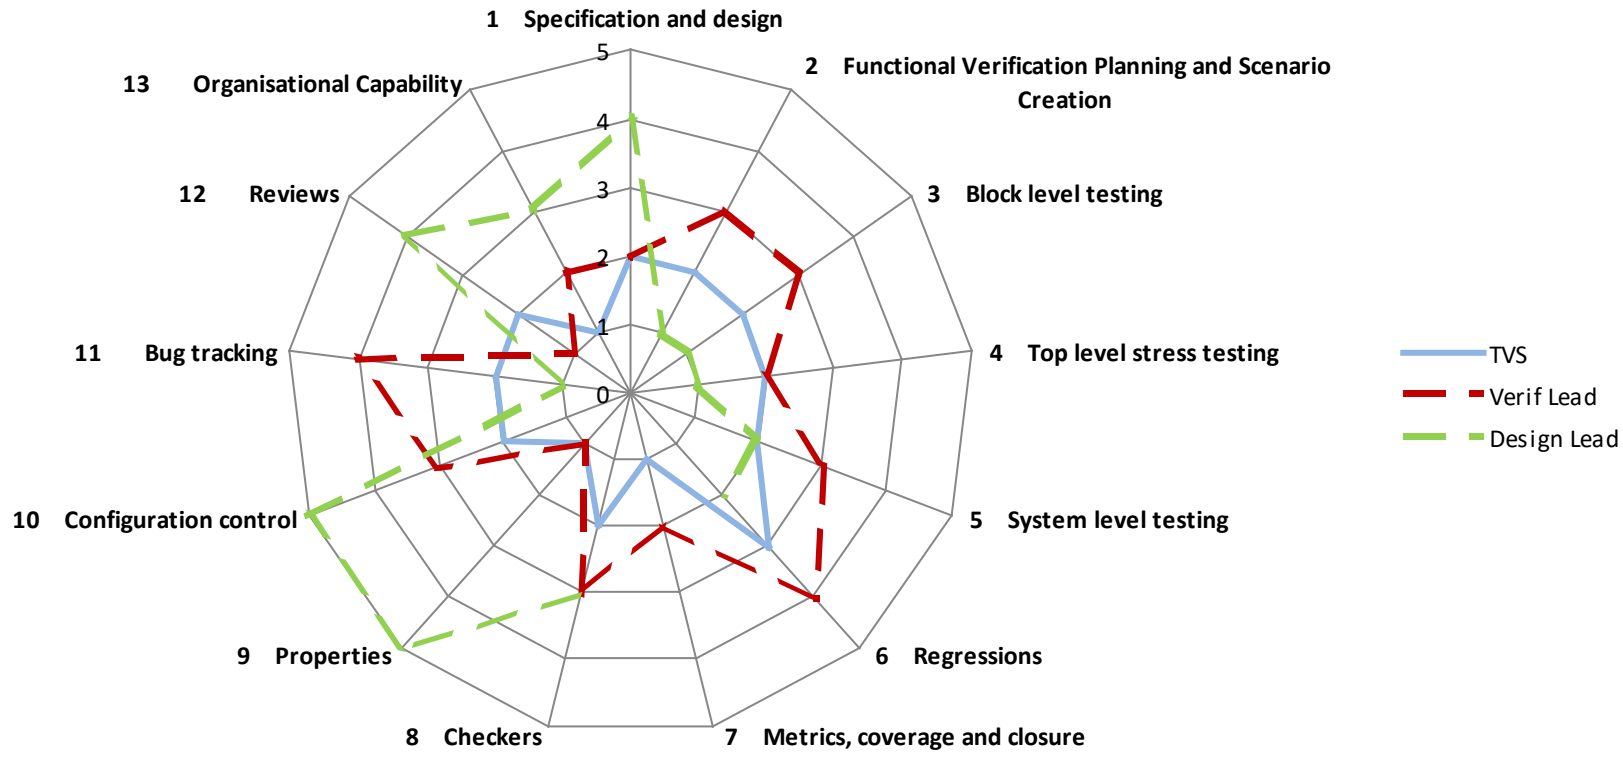 1 Specification and design
2 Functional Verification Planning and Scenario
Creation
3 Block level testing
4 Top level stress testing
5 System level testing
6 Regressions
7 Metrics, coverage and closure
8 Checkers
9 Properties
10 Configuration control
11 Bug tracking
12 Reviews
13 Organisational Capability
5
4
3
2
1
0
TVS
Verif Lead
Design Lead